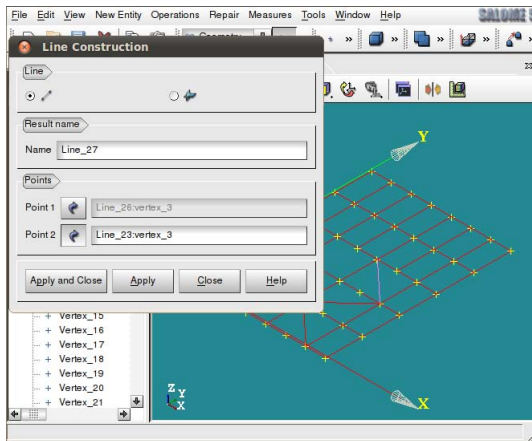 File Edit View New Entity Operations Repair Measures Tools Window Help
SALOME
Line Construction
Line
Result name
Name Line_27
Points
Point 1 Line_26:vertex_3
Point 2 Line_23:vertex_3
Apply and Close Apply Close Help
Vertex_15
Vertex_16
Vertex_17
Vertex_18
Vertex_19
Vertex_20
Vertex_21
Y
X
Z
Y
X